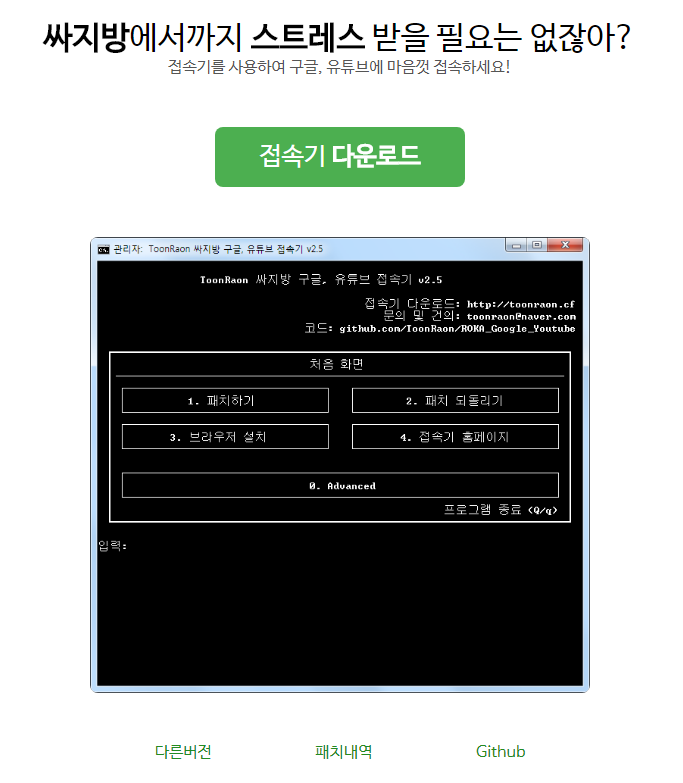 싸지방에서까지 스트레스 받을 필요는 없잖아?
접속기를 사용하여 구글, 유튜브에 마음껏 접속하세요!
접속기 다운로드
관리자: ToonRaon 싸지방 구글, 유튜브 접속기 v2.5
ToonRaon 싸지방 구글, 유튜브 접속기 v2.5
접속기 다운로드: http://toonraon.cf
문의 및 건의: toonraon@naver.com
코드: github.com/ToonRaon/ROKA_Google_Youtube
처음 화면
1. 패치하기 2. 패치 되돌리기
3. 브라우저 설치 4. 접속기 홈페이지
0. Advanced
프로그램 종료 (Q/q)
입력:
다른버전 패치내역 Github